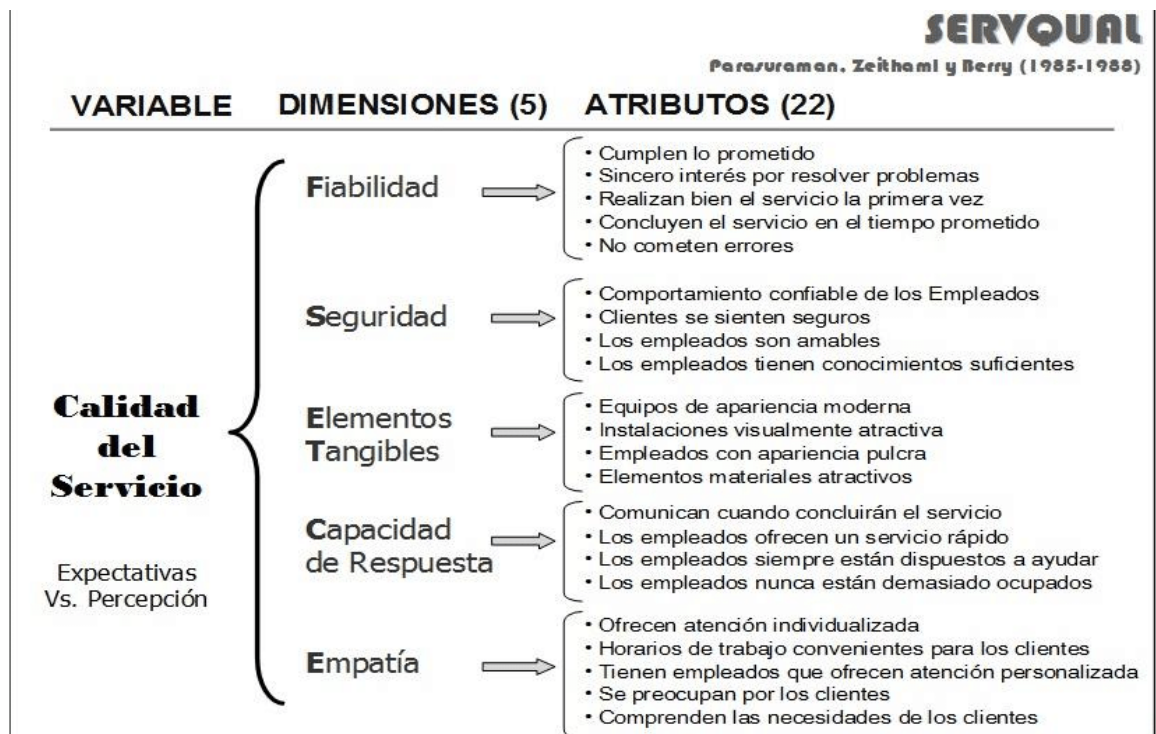 SERVQUAL
Parasuraman, Zeithaml y Berry (1985-1988)
VARIABLE DIMENSIONES (5) ATRIBUTOS (22)
Calidad
del
Servicio
Expectativas
Vs. Percepción
Fiabilidad
• Cumplen lo prometido
• Sincero interés por resolver problemas
• Realizan bien el servicio la primera vez
• Concluyen el servicio en el tiempo prometido
• No cometen errores
Seguridad
• Comportamiento confiable de los Empleados
• Clientes se sienten seguros
• Los empleados son amables
• Los empleados tienen conocimientos suficientes
Elementos
Tangibles
• Equipos de apariencia moderna
• Instalaciones visualmente atractiva
• Empleados con apariencia pulcra
• Elementos materiales atractivos
Capacidad
de Respuesta
• Comunican cuando concluirán el servicio
• Los empleados ofrecen un servicio rápido
• Los empleados siempre están dispuestos a ayudar
• Los empleados nunca están demasiado ocupados
Empatía
• Ofrecen atención individualizada
• Horarios de trabajo convenientes para los clientes
• Tienen empleados que ofrecen atención personalizada
• Se preocupan por los clientes
• Comprenden las necesidades de los clientes